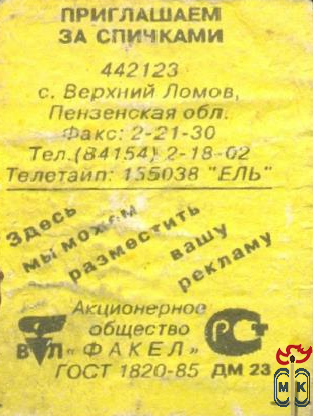 ПРИГЛАШАЕМ
ЗА СПИЧКАМИ
442123
с. Верхний Ломов,
Пензенская обл.
Факс: 2-21-30
Тел.(84154) 2-18-02
Телетайп: 155038 "ЕЛЬ"
Здесь
мы можем
разместить
вашу
рекламу
Акционерное
общество
«ФАКЕЛ»
ГОСТ 1820-85 ДМ 23
РСТ
МК